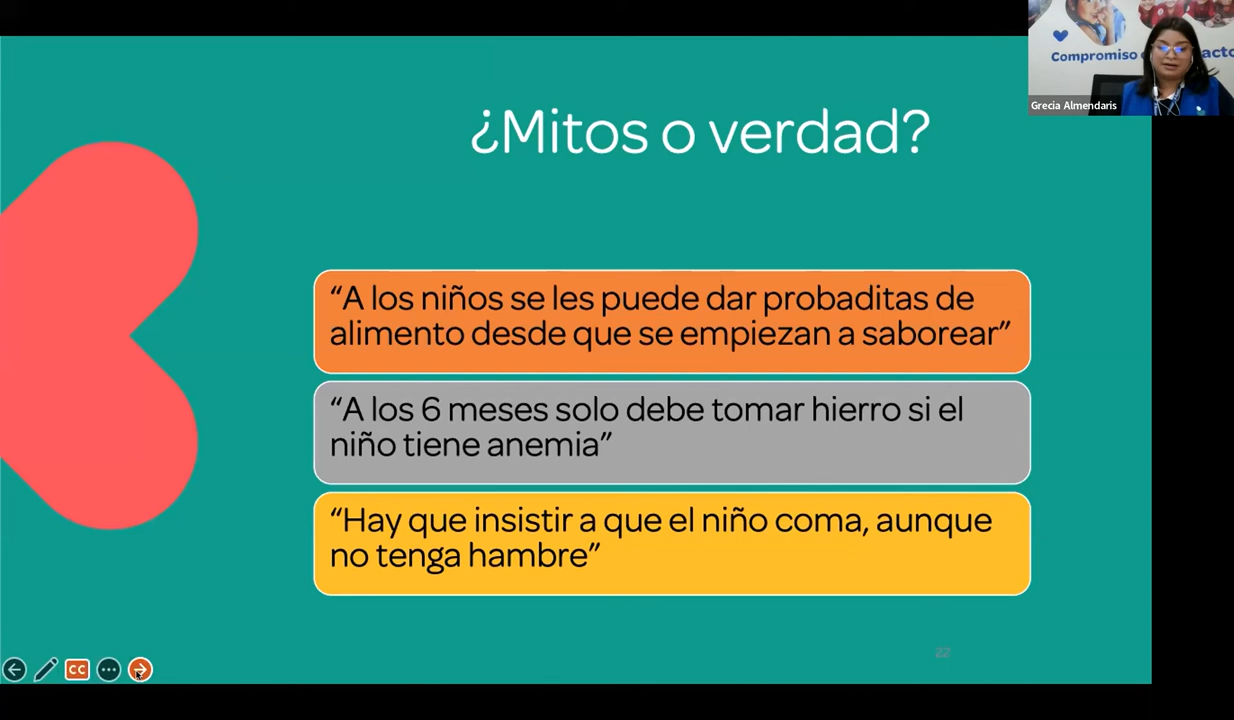 Compromiso
acto
Grecia Almendaris
¿Mitos o verdad?
“A los niños se les puede dar probaditas de
alimento desde que se empiezan a saborear”
“A los 6 meses solo debe tomar hierro si el
niño tiene anemia”
“Hay que insistir a que el niño coma, aunque
no tenga hambre”
22
CC